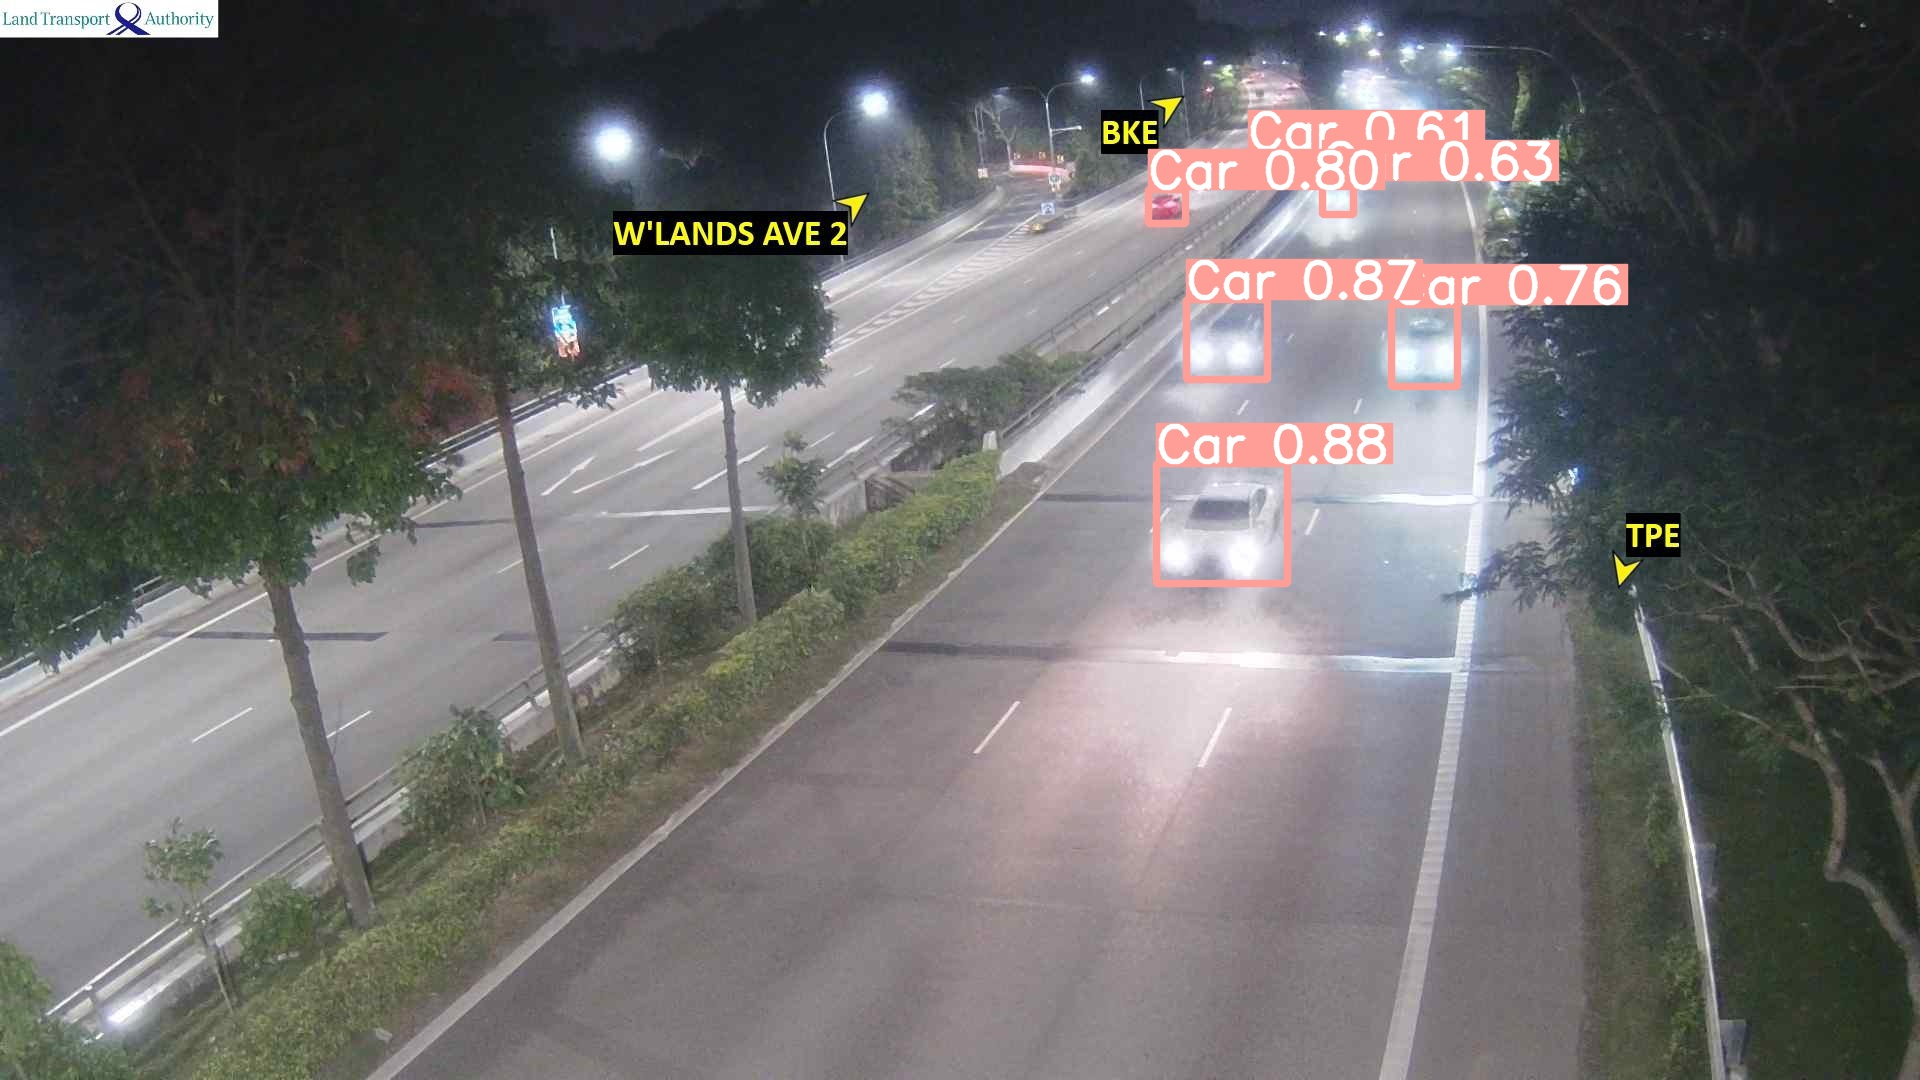 Land Transport Authority
BKE
Car 0.61
Car 0.80
r 0.63
W'LANDS AVE 2
Car 0.87
ar 0.76
Car 0.88
TPE